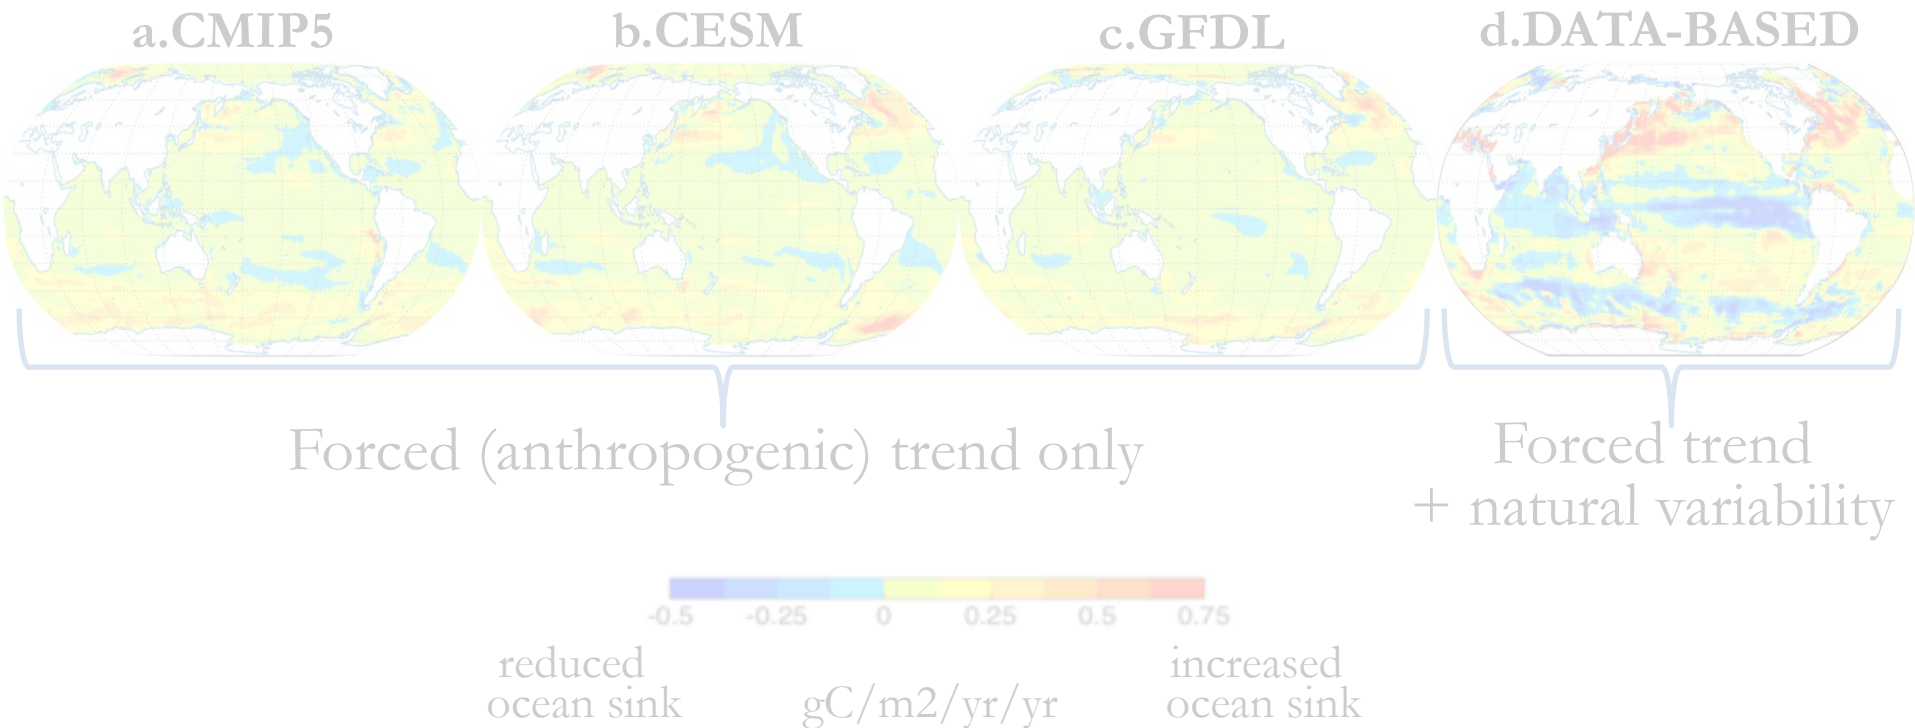 a.CMIP5
b.CESM
c.GFDL
d.DATA-BASED
Forced (anthropogenic) trend only
Forced trend
+ natural variability
-0.5 -0.25 0 0.25 0.5 0.75
reduced
ocean sink
gC/m2/yr/yr
increased
ocean sink